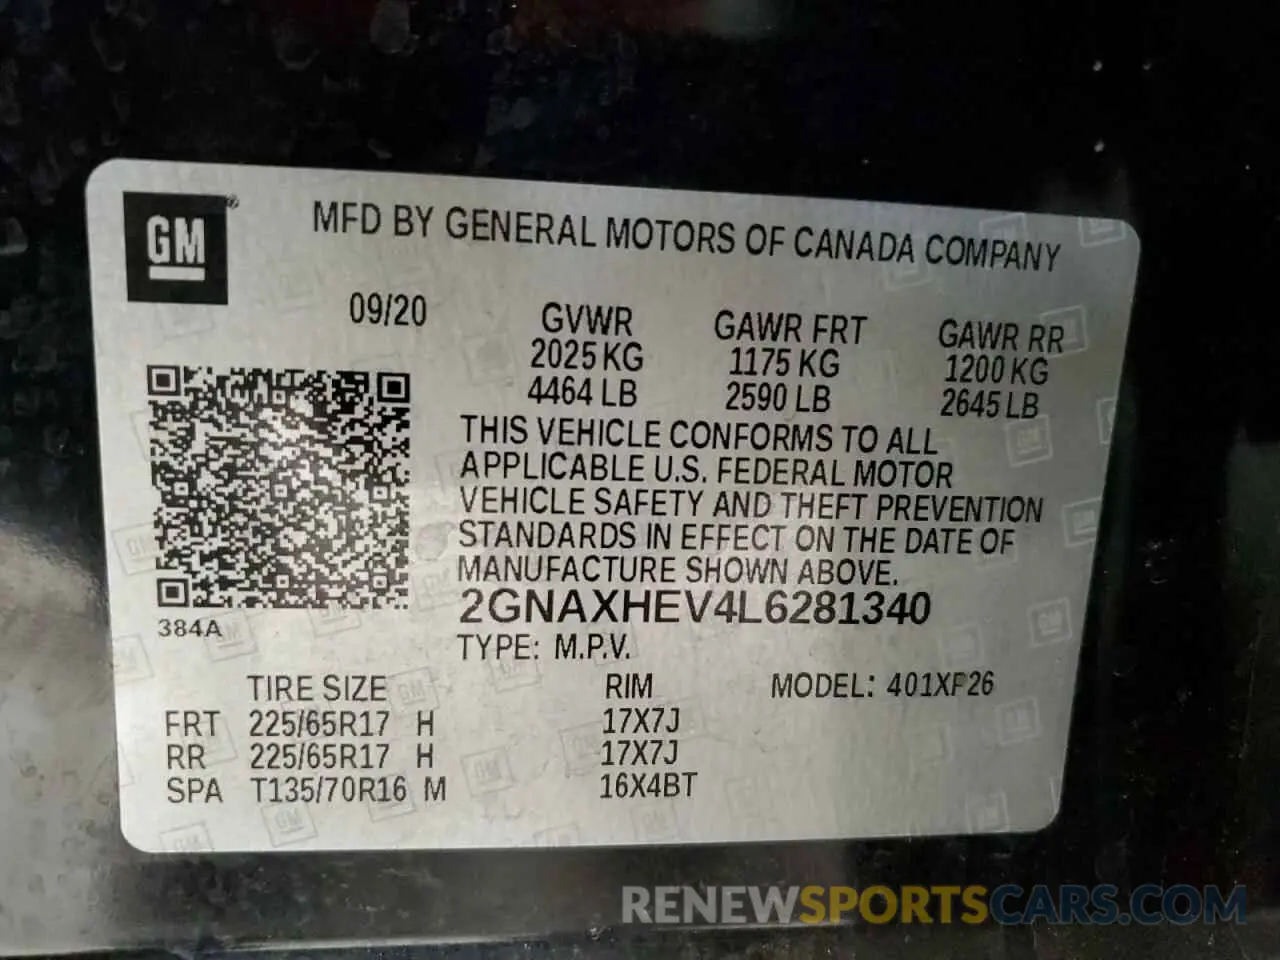 GM®
MFD BY GENERAL MOTORS OF CANADA COMPANY
09/20
GVWR
2025 KG
4464 LB
GAWR FRT
1175 KG
2590 LB
GAWR RR
1200 KG
2645 LB
THIS VEHICLE CONFORMS TO ALL
APPLICABLE U.S. FEDERAL MOTOR
VEHICLE SAFETY AND THEFT PREVENTION
STANDARDS IN EFFECT ON THE DATE OF
MANUFACTURE SHOWN ABOVE.
384A
2GNAXHEV4L6281340
TYPE: M.P.V.
TIRE SIZE RIM MODEL: 401XF26
FRT 225/65R17 H 17X7J
RR 225/65R17 H 17X7J
SPA T135/70R16 M 16X4BT
RENEWSPORTSCARS.COM